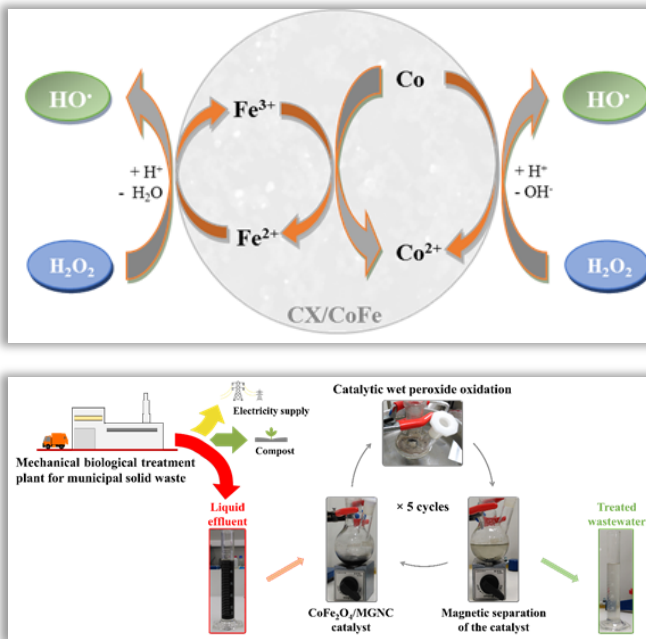 HO•
Fe³⁺
Co
HO•
+ H⁺
- H₂O
+ H⁺
- OH⁻
Fe²⁺
Co²⁺
H₂O₂
H₂O₂
CX/CoFe
Catalytic wet peroxide oxidation
Electricity supply
Compost
Mechanical biological treatment
plant for municipal solid waste
Liquid
effluent
× 5 cycles
Treated
wastewater
CoFe₂O₄/MGNC
catalyst
Magnetic separation
of the catalyst